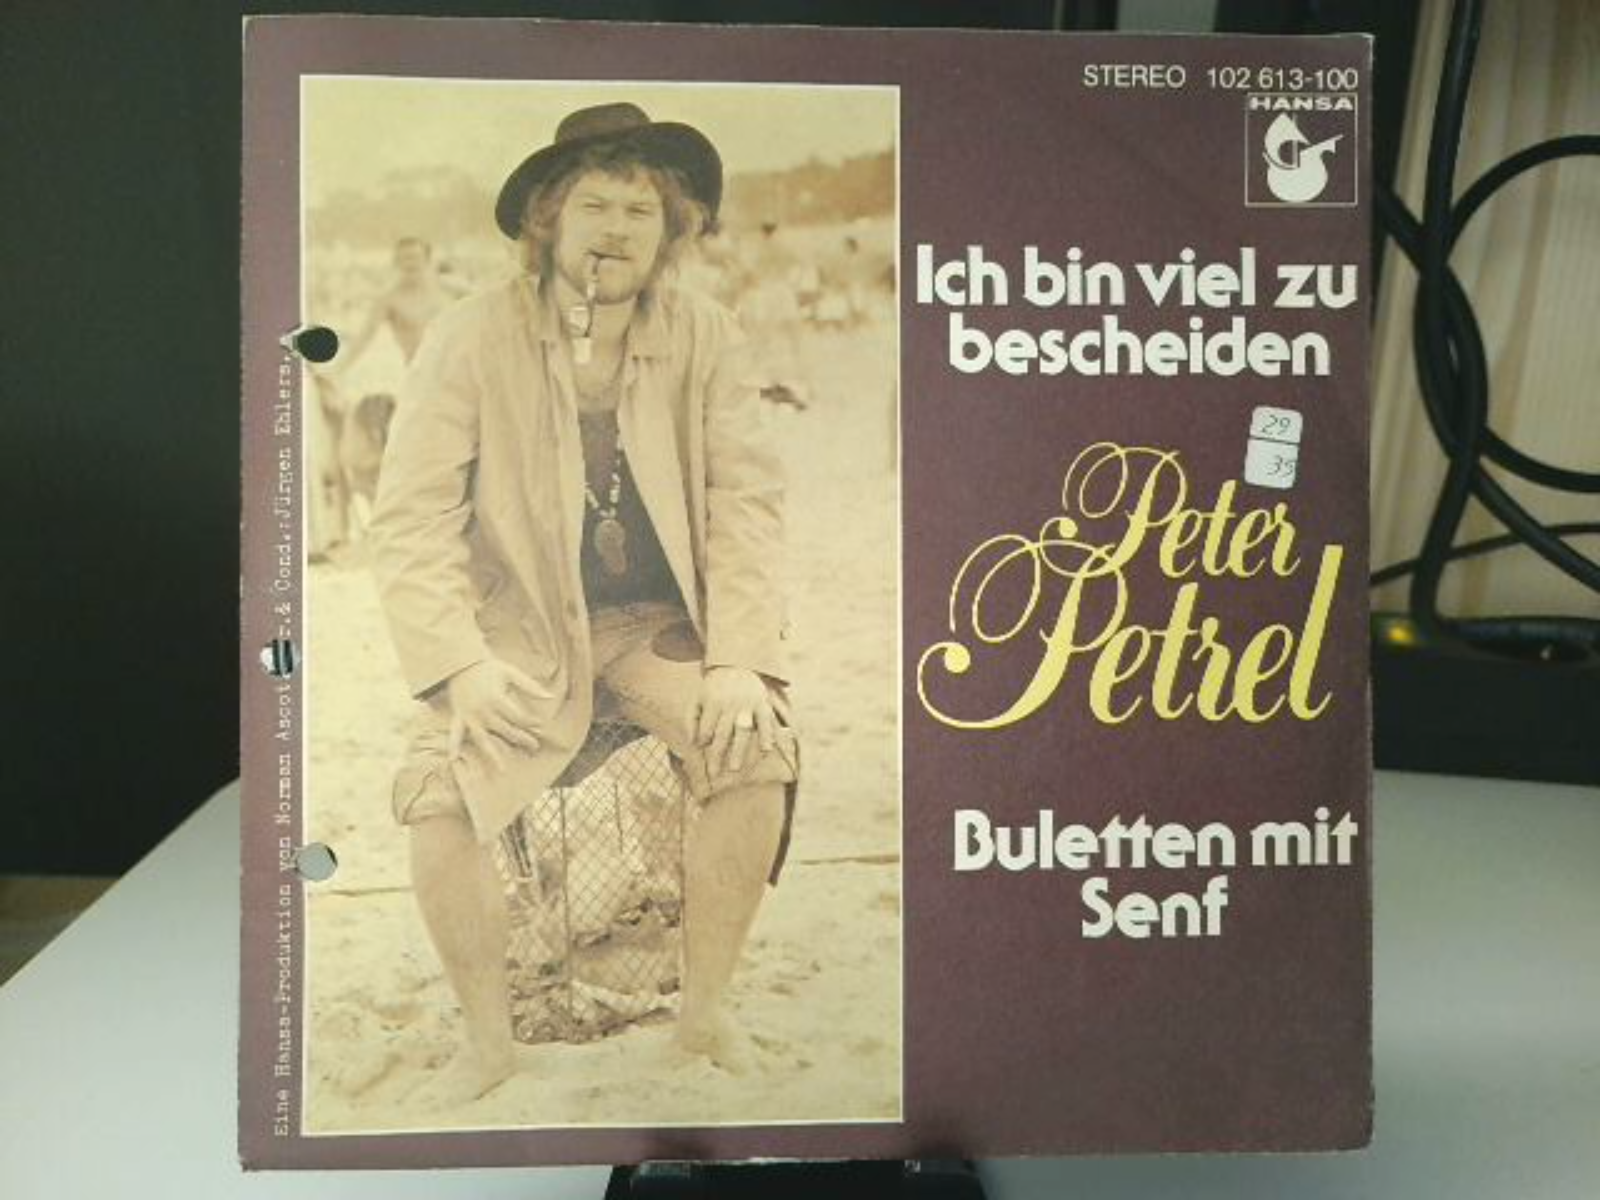 STEREO 102 613-100
HANSA
Ich bin viel zu
bescheiden
29
35
Peter
Petrel
Buletten mit
Senf
Eine Hansa-Produktion von Norman Ascot r.& Cond.:Jürgen Ehlers